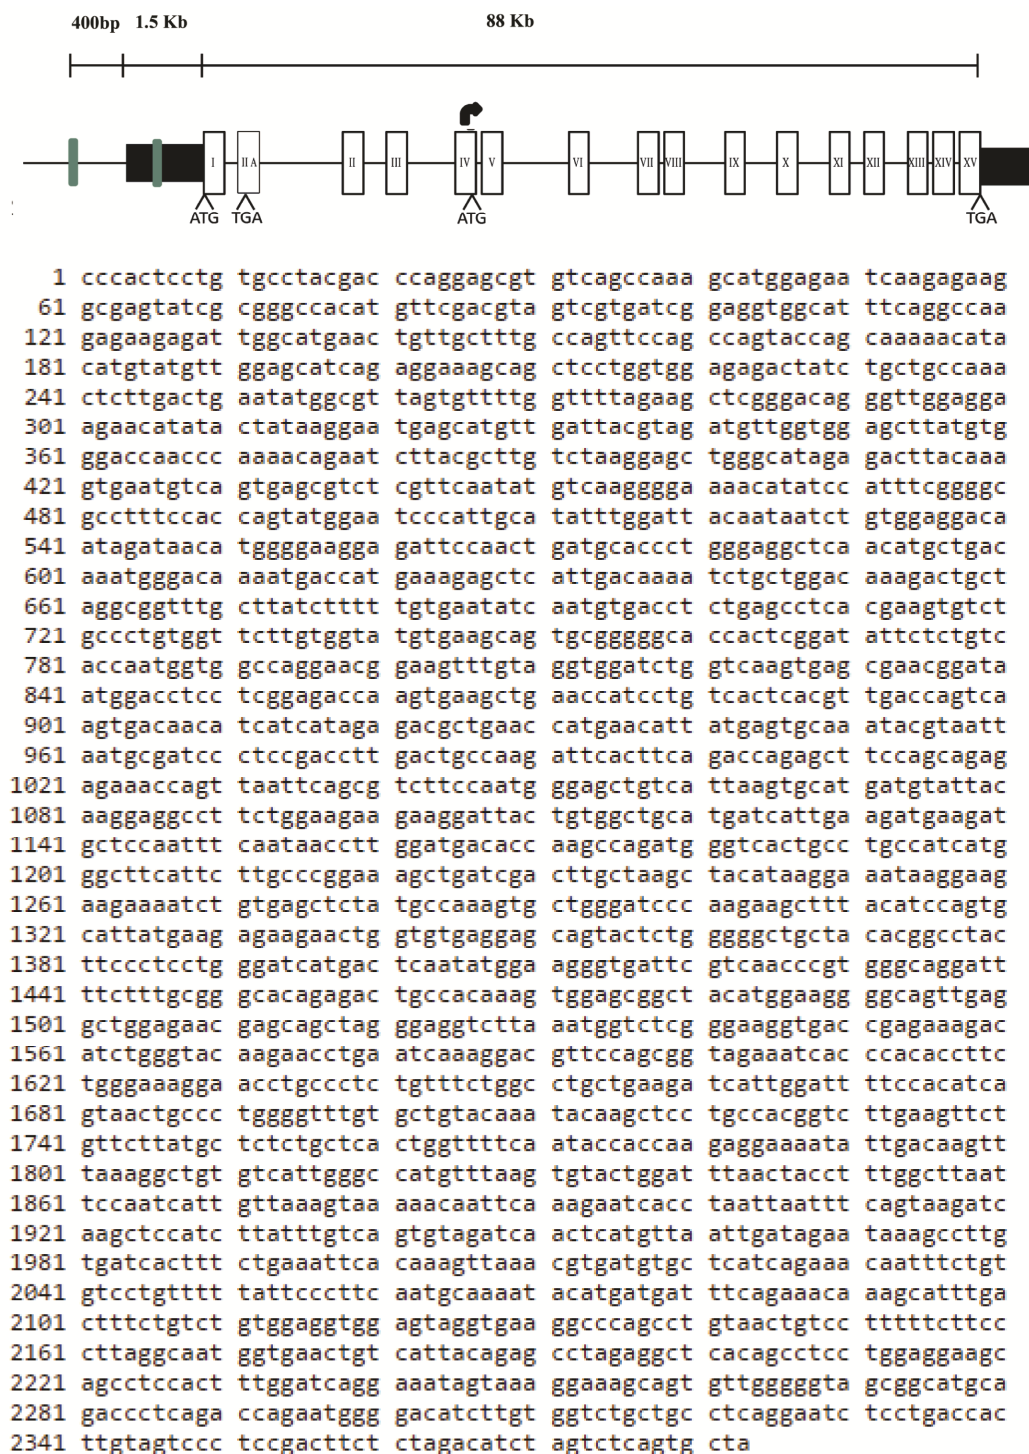 400bp 1.5 Kb 88 Kb
I II A II III IV V VI VII VIII IX X XI XII XIII XIV XV
ATG TGA ATG TGA
1 cccactcctg tgcctacgac ccaggagcgt gtcagccaaa gcatggagaa tcaagagaag
61 gcgagtatcg cgggccacat gttcgacgta gtcgtgatcg gaggtggcat ttcaggccaa
121 gagaagagat tggcatgaac tgttgctttg ccagttccag ccagtaccag caaaaacata
181 catgtatgtt ggagcatcag aggaaagcag ctcctggtgg agagactatc tgctgccaaa
241 ctcttgactg aatatggcgt tagtgttttg gttttagaag ctcgggacag ggttggagga
301 agaacatata ctataaggaa tgagcatgtt gattacgtag atgttggtgg agcttatgtg
361 ggaccaaccc aaaacagaat cttacgcttg tctaaggagc tgggcataga gacttacaaa
421 gtgaatgtca gtgagcgtct cgttcaatat gtcaagggga aaacatatcc atttcggggc
481 gcctttccac cagtatggaa tcccattgca tatttggatt acaataatct gtggaggaca
541 atagataaca tggggaagga gattccaact gatgcaccct gggaggctca acatgctgac
601 aaatgggaca aaatgaccat gaaagagctc attgacaaaa tctgctggac aaagactgct
661 aggcggtttg cttatctttt tgtgaatatc aatgtgacct ctgagcctca cgaagtgtct
721 gccctgtggt tcttgtggta tgtgaagcag tgcgggggca ccactcggat attctctgtc
781 accaatggtg gccaggaacg gaagtttgta ggtggatctg gtcaagtgag cgaacggata
841 atggacctcc tcggagacca agtgaagctg aaccatcctg tcactcacgt tgaccagtca
901 agtgacaaca tcatcataga gacgctgaac catgaacatt atgagtgcaa atacgtaatt
961 aatgcgatcc ctccgacctt gactgccaag attcacttca gaccagagct tccagcagag
1021 agaaaccagt taattcagcg tcttccaatg ggagctgtca ttaagtgcat gatgtattac
1081 aaggaggcct tctggaagaa gaaggattac tgtggctgca tgatcattga agatgaagat
1141 gctccaattt caataacctt ggatgacacc aagccagatg ggtcactgcc tgccatcatg
1201 ggcttcattc ttgcccggaa agctgatcga cttgctaagc tacataagga aataaggaag
1261 aagaaaatct gtgagctcta tgccaaagtg ctgggatccc aagaagcttt acatccagtg
1321 cattatgaag agaagaactg gtgtgaggag cagtactctg ggggctgcta cacggcctac
1381 ttccctcctg ggatcatgac tcaatatgga agggtgattc gtcaacccgt gggcaggatt
1441 ttctttgcgg gcacagagac tgccacaaag tggagcggct acatggaagg ggcagttgag
1501 gctggagaac gagcagctag ggaggtctta aatggtctcg ggaaggtgac cgagaaagac
1561 atctgggtac aagaacctga atcaaaggac gttccagcgg tagaaatcac ccacaccttc
1621 tgggaaagga acctgccctc tgtttctggc ctgctgaaga tcattggatt ttccacatca
1681 gtaactgccc tgggggtttgt gctgtacaaa tacaagctcc tgccacggtc ttgaagttct
1741 gttcttatgc tctctgctca ctggttttca ataccaccaa gaggaaaata ttgacaagtt
1801 taaaggctgt gtcattgggc catgtttaag tgtactggat ttaactacct ttggcttaat
1861 tccaatcatt gttaaagtaa aaacaattca aagaatcacc taattaattt cagtaagatc
1921 aagctccatc ttatttgtca gtgtagatca actcatgtta attgatagaa taaagccttg
1981 tgatcacttt ctgaaattca caaagttaaa cgtgatgtgc tcatcagaaa caatttctgt
2041 gtcctgtttt tattcccttc aatgcaaaat acatgatgat ttcagaaaca aagcatttga
2101 ctttctgtct gtggaggtgg agtaggtgaa ggcccagcct gtaactgtcc tttttcttcc
2161 cttaggcaat ggtgaactgt cattacagag cctagaggct cacagcctcc tggaggaagc
2221 agcctccact ttggatcagg aaatagtaaa ggaaagcagt gttgggggta gcggcatgca
2281 gaccctcaga ccagaatggg gacatcttgt ggtctgctgc ctcaggaatc tcctgaccac
2341 ttgtagtccc tccgacttct ctagacatct agtctcagtg cta